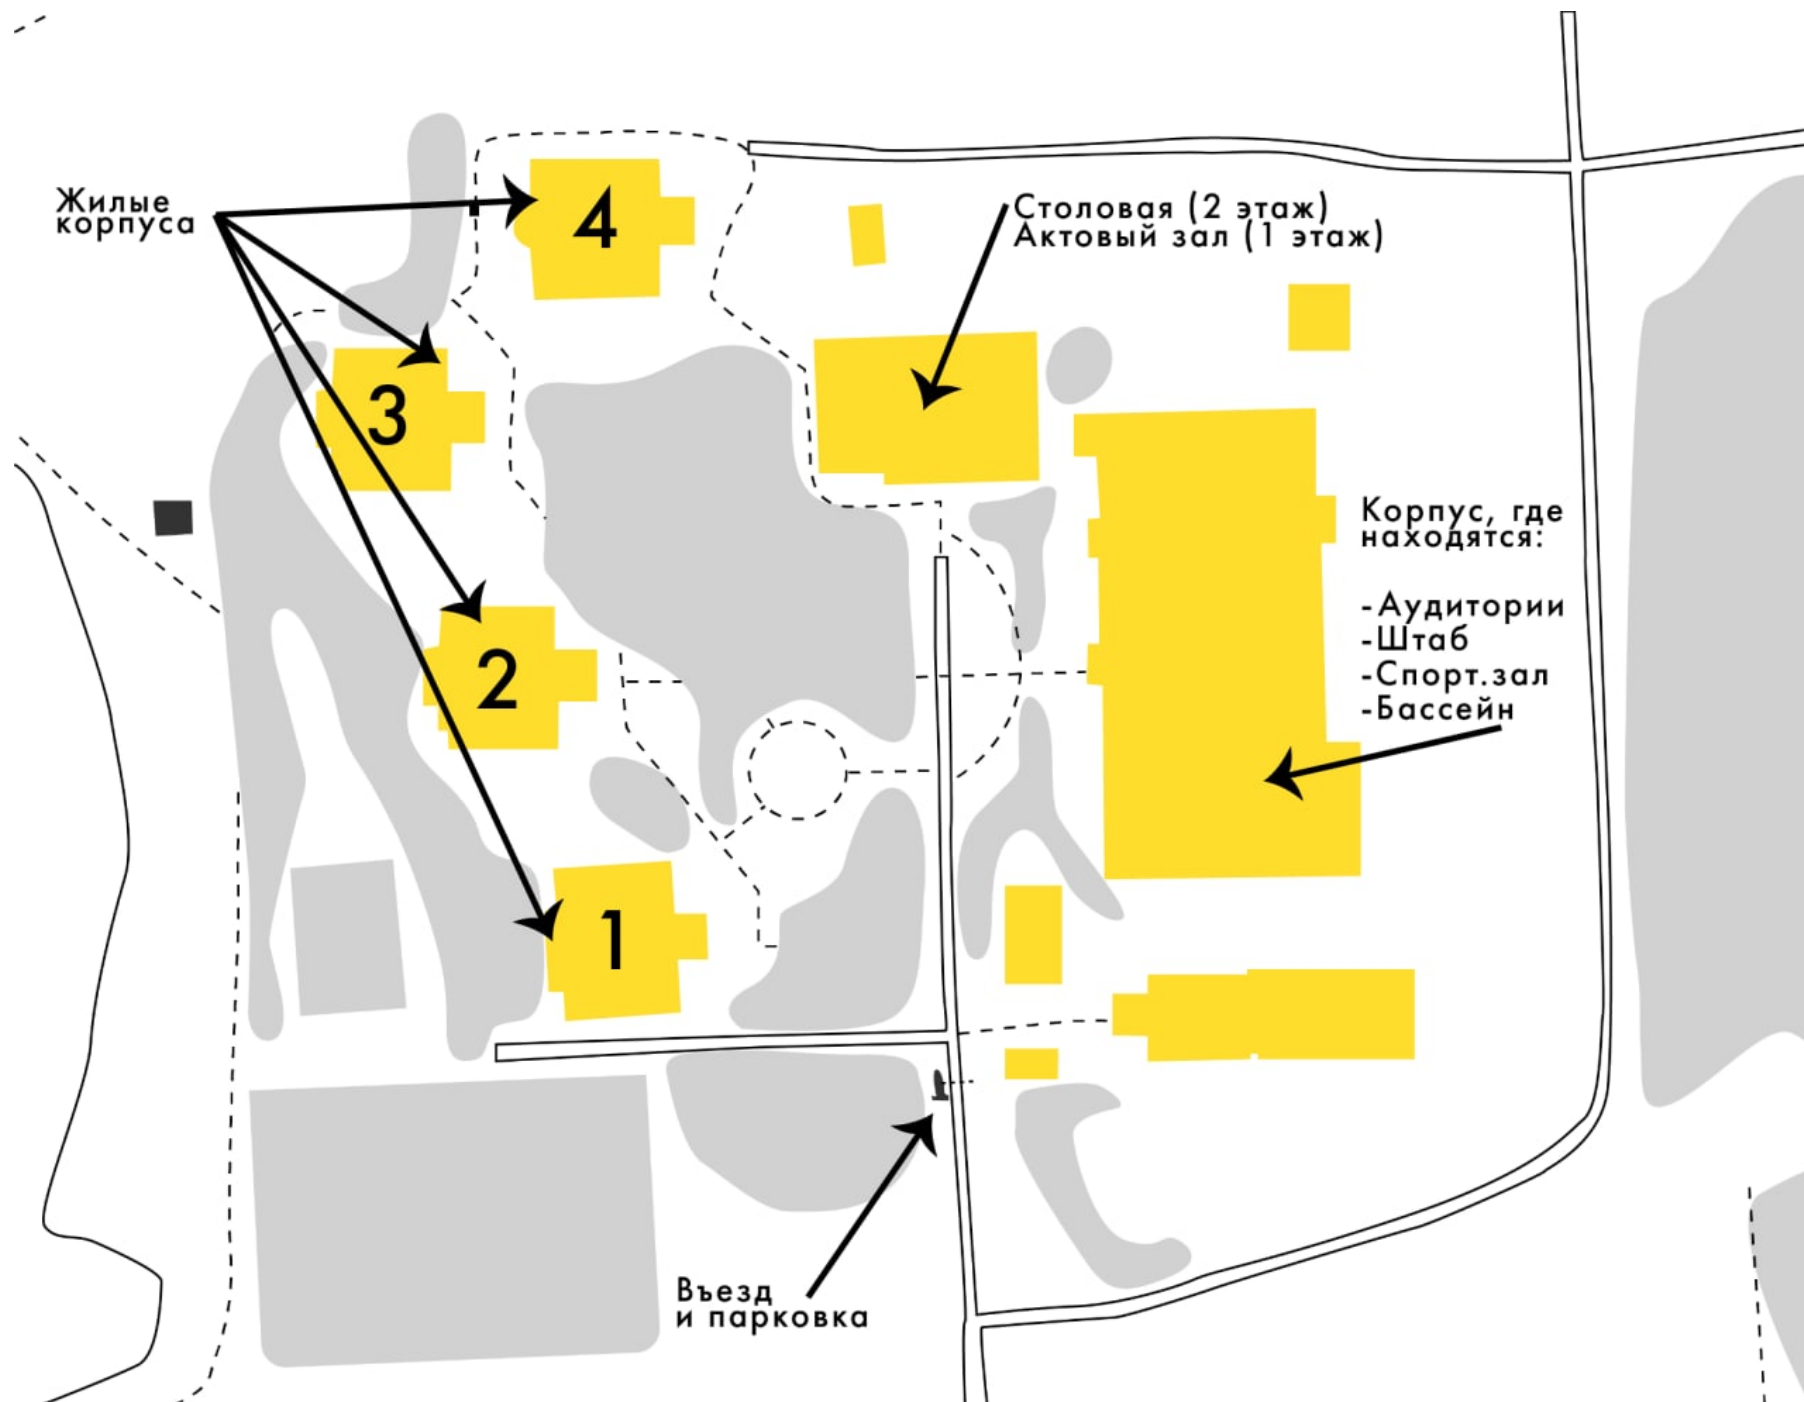 Жилые
корпуса
4
Столовая (2 этаж)
Актовый зал (1 этаж)
3
Корпус, где
находятся:
-Аудитории
-Штаб
-Спорт.зал
-Бассейн
2
1
Въезд
и парковка